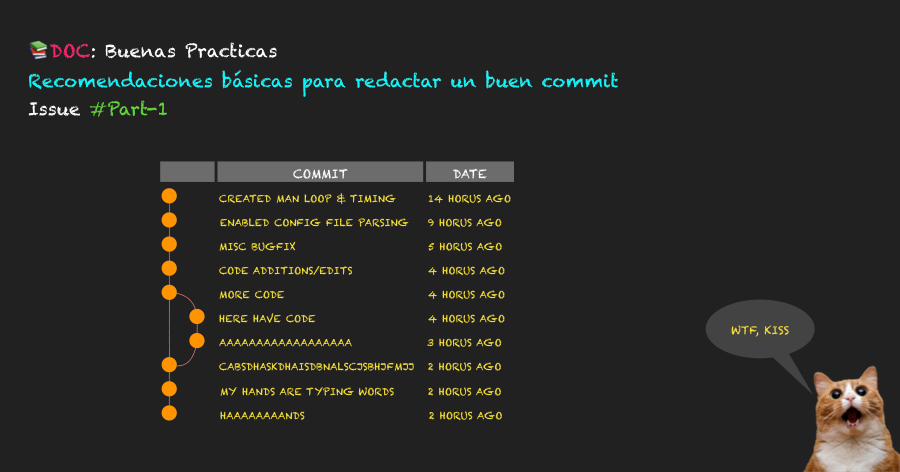 DOC: Buenas Practicas
Recomendaciones básicas para redactar un buen commit
Issue #Part-1
COMMIT DATE
CREATED MAN LOOP & TIMING 14 HORUS AGO
ENABLED CONFIG FILE PARSING 9 HORUS AGO
MISC BUGFIX 5 HORUS AGO
CODE ADDITIONS/EDITS 4 HORUS AGO
MORE CODE 4 HORUS AGO
HERE HAVE CODE 4 HORUS AGO
AAAAAAAAAAAAAAAAAA 3 HORUS AGO
CABSDHASKDHAISDBNALSCJSBHJFMJJ 2 HORUS AGO
MY HANDS ARE TYPING WORDS 2 HORUS AGO
HAAAAAAAANDS 2 HORUS AGO
WTF, KISS